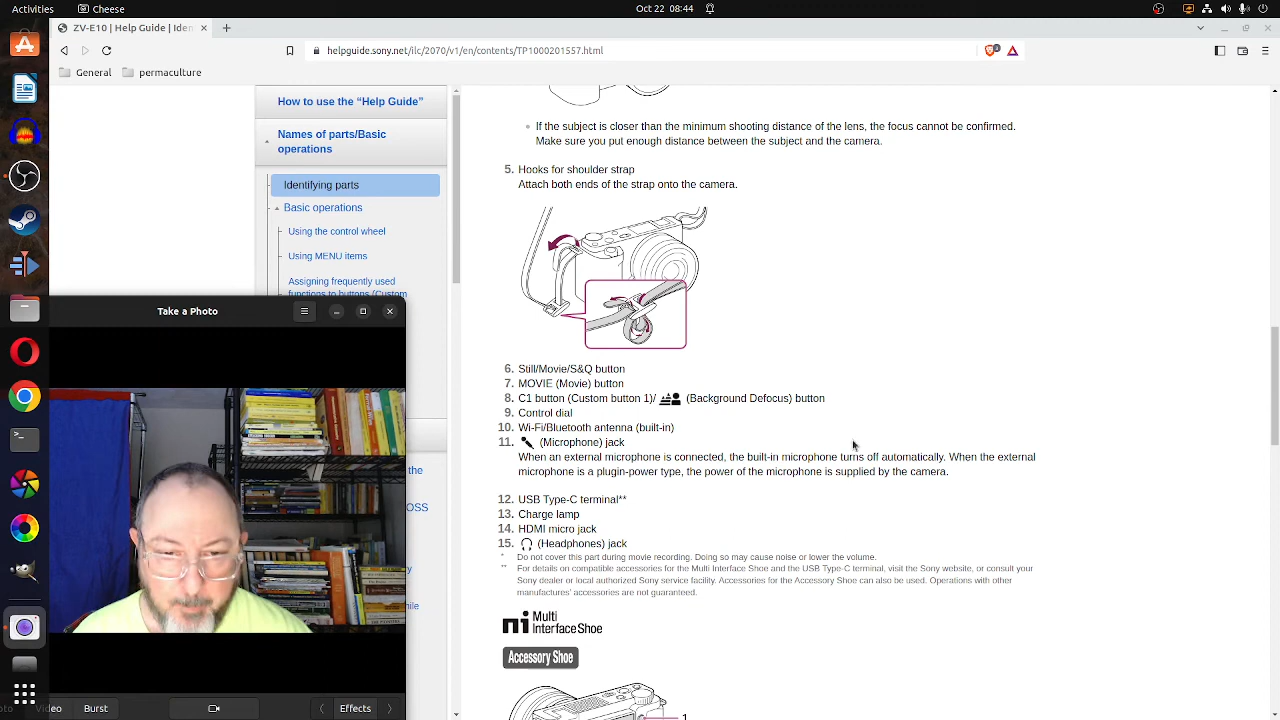 Activities
Cheese
Oct 22 08:44
ZV-E10 | Help Guide | Iden
helpguide.sony.net/ilc/2070/v1/en/contents/TP1000201557.html
General
permaculture
How to use the “Help Guide”
Names of parts/Basic
operations
Identifying parts
Basic operations
Using the control wheel
Using MENU items
Assigning frequently used
functions to buttons (Custom
the
OSS
Take a Photo
Burst
Effects
If the subject is closer than the minimum shooting distance of the lens, the focus cannot be confirmed.
Make sure you put enough distance between the subject and the camera.
5. Hooks for shoulder strap
Attach both ends of the strap onto the camera.
6. Still/Movie/S&Q button
7. MOVIE (Movie) button
8. C1 button (Custom button 1)/ (Background Defocus) button
9. Control dial
10. Wi-Fi/Bluetooth antenna (built-in)
11. (Microphone) jack
When an external microphone is connected, the built-in microphone turns off automatically. When the external
microphone is a plugin-power type, the power of the microphone is supplied by the camera.
12. USB Type-C terminal**
13. Charge lamp
14. HDMI micro jack
15. (Headphones) jack
* Do not cover this part during movie recording. Doing so may cause noise or lower the volume.
** For details on compatible accessories for the Multi Interface Shoe and the USB Type-C terminal, visit the Sony website, or consult your
Sony dealer or local authorized Sony service facility. Accessories for the Accessory Shoe can also be used. Operations with other
manufactures’ accessories are not guaranteed.
Multi
Interface Shoe
Accessory Shoe
1